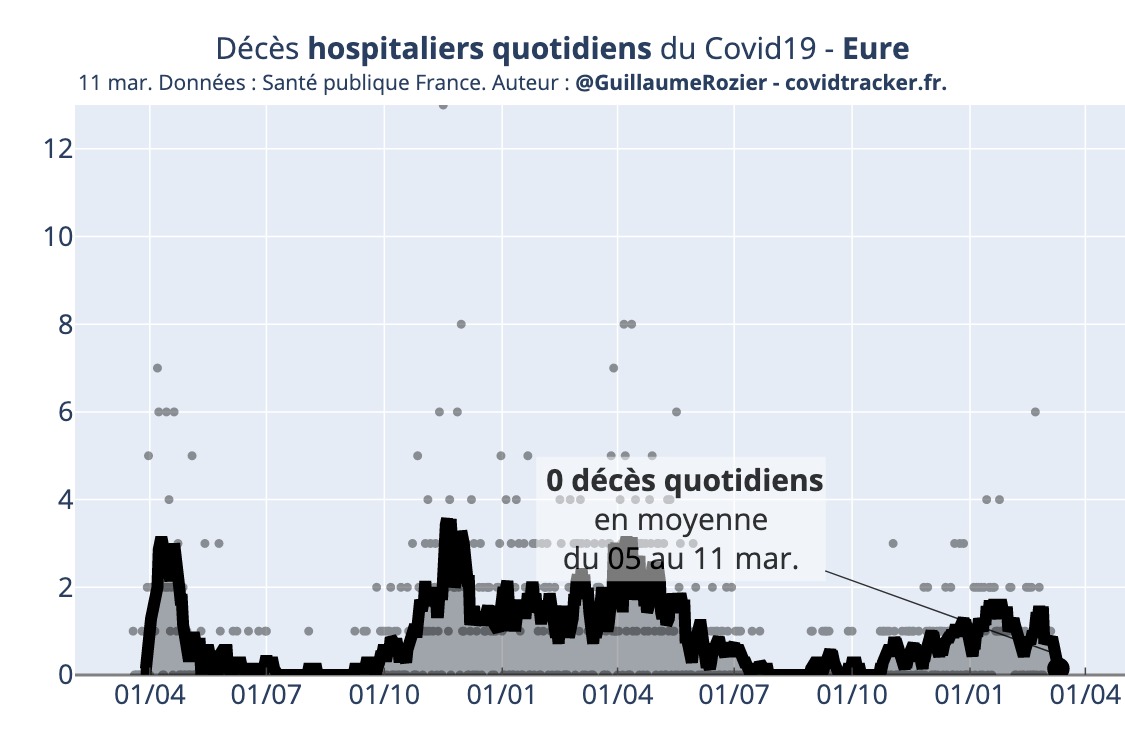 Décès hospitaliers quotidiens du Covid19 - Eure
11 mar. Données : Santé publique France. Auteur : @GuillaumeRozier - covidtracker.fr.
12
10
8
6
4
2
0
0 décès quotidiens
en moyenne
du 05 au 11 mar.
01/04 01/07 01/10 01/01 01/04 01/07 01/10 01/01 01/04